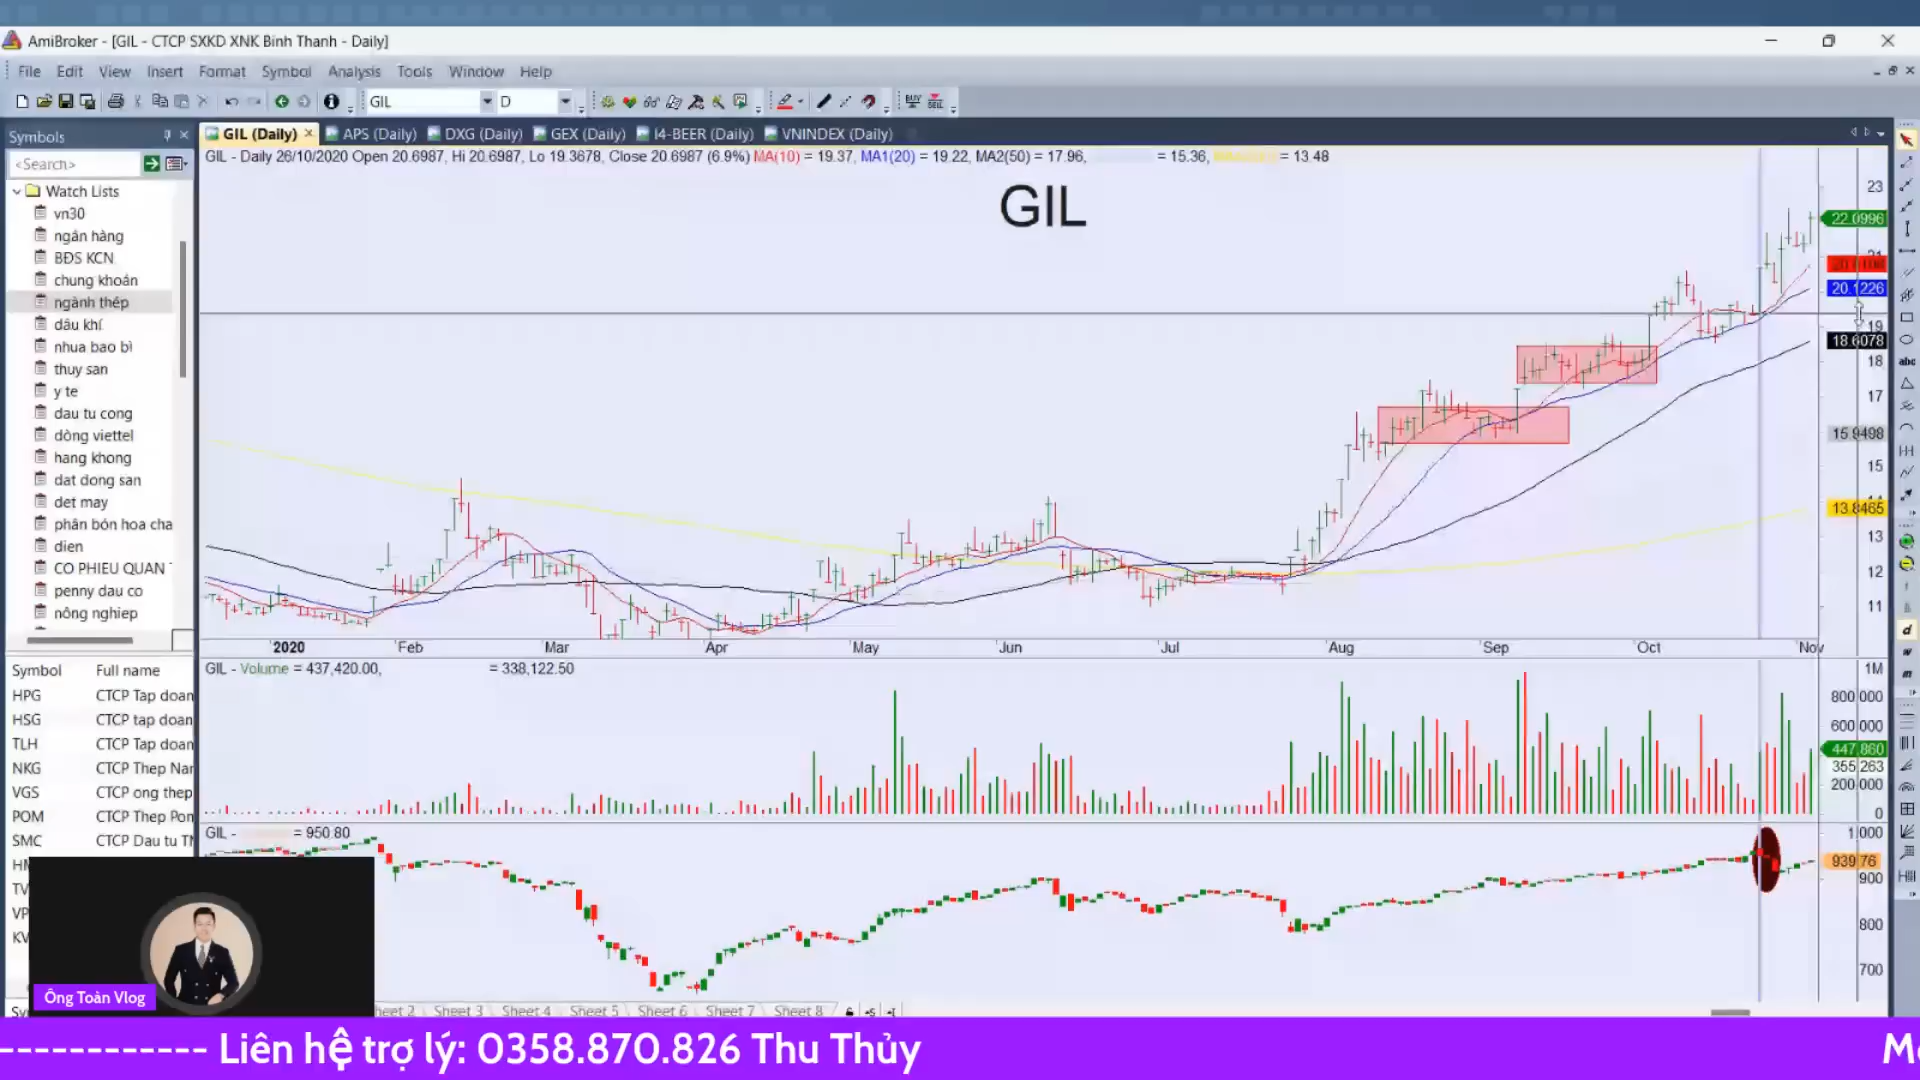 AmiBroker - [GIL - CTCP SXKD XNK Binh Thanh - Daily]
File Edit View Insert Format Symbol Analysis Tools Window Help
GIL D BUY SELL
Symbols
GIL (Daily) APS (Daily) DXG (Daily) GEX (Daily) I4-BEER (Daily) VNINDEX (Daily)
GIL - Daily 26/10/2020 Open 20.6987, Hi 20.6987, Lo 19.3678, Close 20.6987 (6.9%) MA(10) = 19.37, MA1(20) = 19.22, MA2(50) = 17.96, = 15.36, = 13.48
<Search>
Watch Lists
vn30
ngân hàng
BĐS KCN
chung khoán
ngành thép
dầu khí
nhua bao bì
thuy san
y te
dau tu cong
dòng viettel
hang khong
dat dong san
det may
phân bón hoa cha
dien
CO PHIEU QUAN
penny dau co
nông nghiep
GIL
23
22.0996
20.1226
19
18.6078
18
17
15.9498
15
13.8465
13
12
11
2020 Feb Mar Apr May Jun Jul Aug Sep Oct Nov
abc
Symbol Full name
HPG CTCP Tap doan
HSG CTCP tap doan
TLH CTCP Tap doan
NKG CTCP Thep Nar
VGS CTCP ong thep
POM CTCP Thep Pon
SMC CTCP Dau tu TN
GIL - Volume = 437,420.00, = 338,122.50
1M
800,000
600,000
447,860
355,263
200,000
0
GIL - = 950.80
1,000
939.76
900
800
700
Ông Toàn Vlog
heet 2 Sheet 3 Sheet 4 Sheet 5 Sheet 6 Sheet 7 Sheet 8
------------ Liên hệ trợ lý: 0358.870.826 Thu Thủy